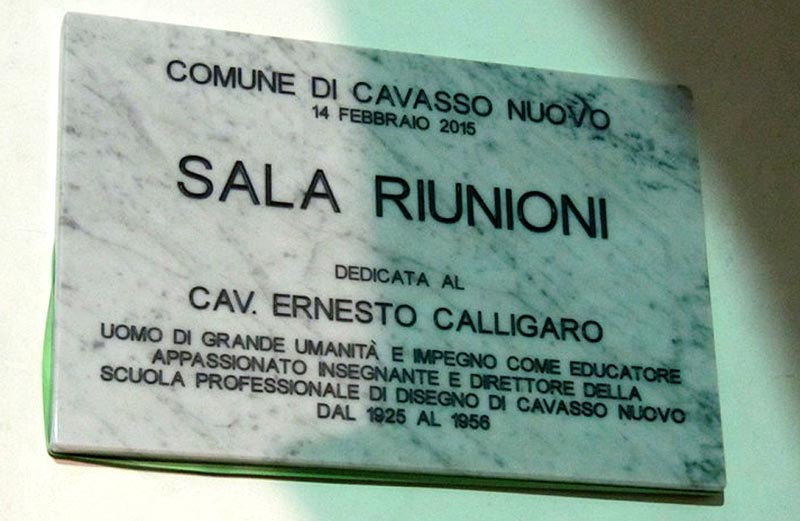 COMUNE DI CAVASSO NUOVO
14 FEBBRAIO 2015
SALA RIUNIONI
DEDICATA AL
CAV. ERNESTO CALLIGARO
UOMO DI GRANDE UMANITÀ E IMPEGNO COME EDUCATORE
APPASSIONATO INSEGNANTE E DIRETTORE DELLA
SCUOLA PROFESSIONALE DI DISEGNO DI CAVASSO NUOVO
DAL 1925 AL 1956